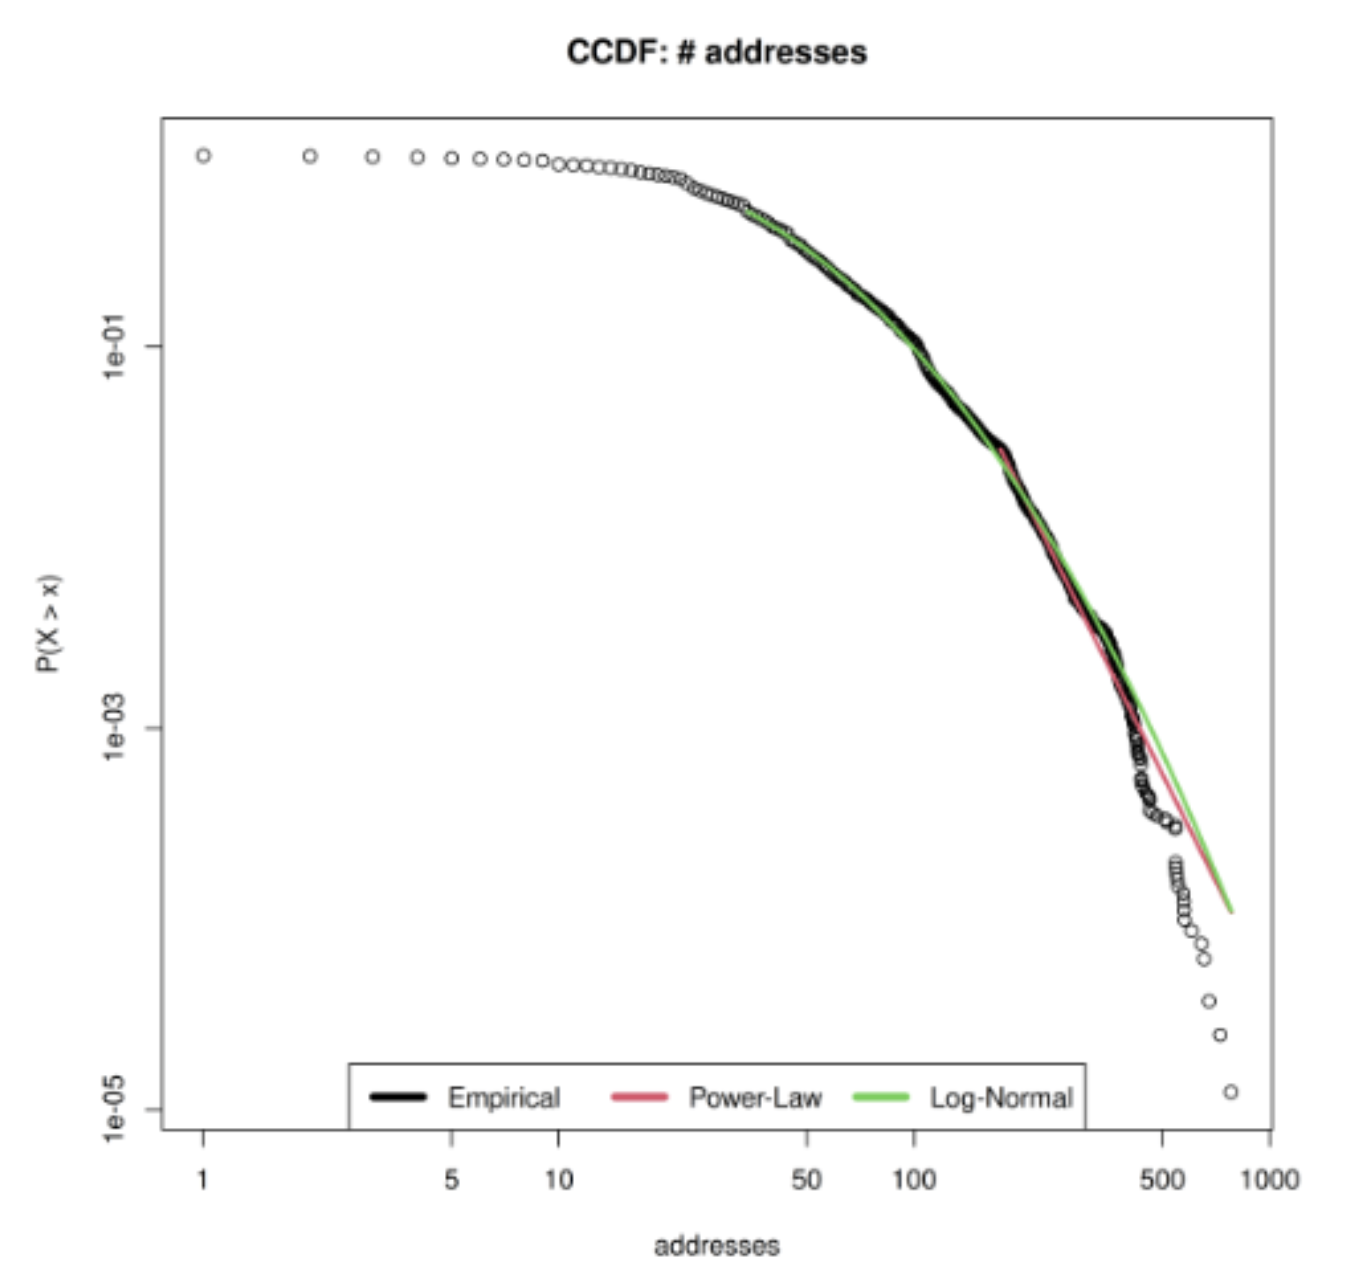 CCDF: # addresses
P(X > x)
1e-01
1e-03
1e-05
Empirical Power-Law Log-Normal
1 5 10 50 100 500 1000
addresses